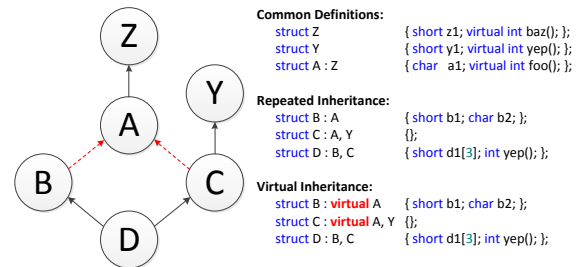 Z
Y
A
B
C
D
Common Definitions:
struct Z { short z1; virtual int baz(); };
struct Y { short y1; virtual int yep(); };
struct A : Z { char a1; virtual int foo(); };
Repeated Inheritance:
struct B : A { short b1; char b2; };
struct C : A, Y {};
struct D : B, C { short d1[3]; int yep(); };
Virtual Inheritance:
struct B : virtual A { short b1; char b2; };
struct C : virtual A, Y {};
struct D : B, C { short d1[3]; int yep(); };